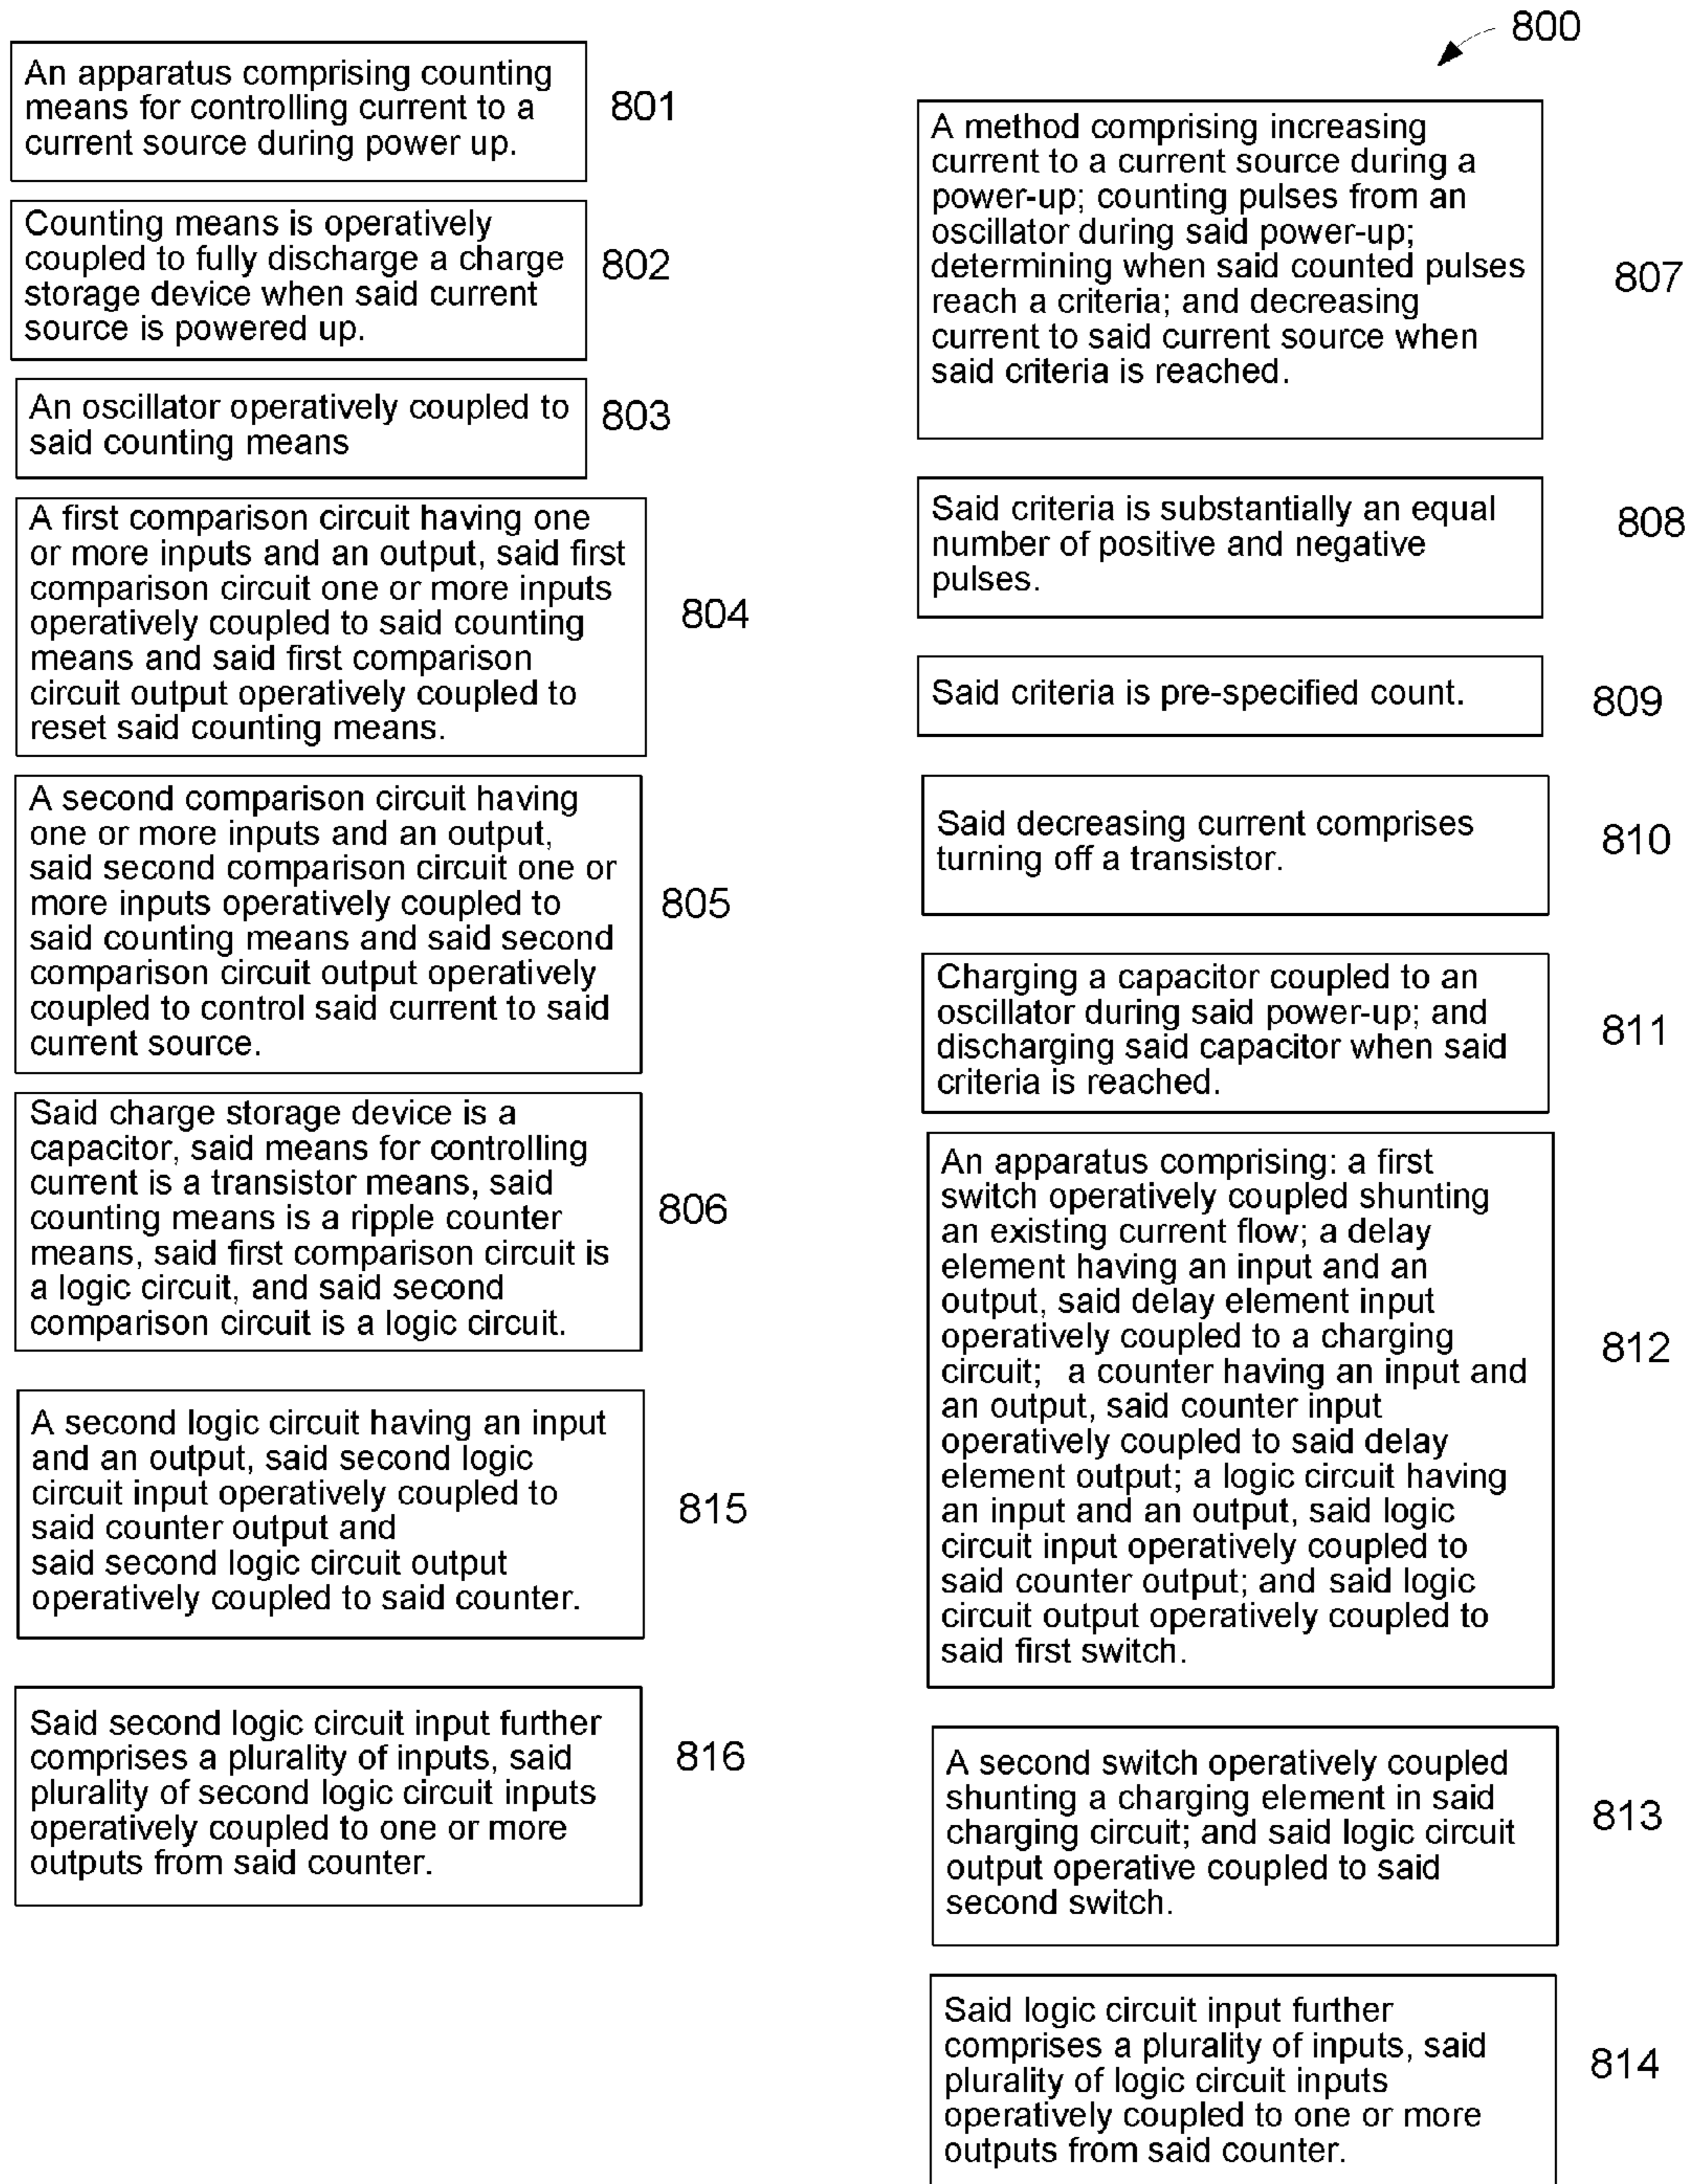 800
An apparatus comprising counting
means for controlling current to a
current source during power up.
801
Counting means is operatively
coupled to fully discharge a charge
storage device when said current
source is powered up.
802
An oscillator operatively coupled to
said counting means
803
A first comparison circuit having one
or more inputs and an output, said first
comparison circuit one or more inputs
operatively coupled to said counting
means and said first comparison
circuit output operatively coupled to
reset said counting means.
804
A second comparison circuit having
one or more inputs and an output,
said second comparison circuit one or
more inputs operatively coupled to
said counting means and said second
comparison circuit output operatively
coupled to control said current to said
current source.
805
Said charge storage device is a
capacitor, said means for controlling
current is a transistor means, said
counting means is a ripple counter
means, said first comparison circuit is
a logic circuit, and said second
comparison circuit is a logic circuit.
806
A second logic circuit having an input
and an output, said second logic
circuit input operatively coupled to
said counter output and
said second logic circuit output
operatively coupled to said counter.
815
Said second logic circuit input further
comprises a plurality of inputs, said
plurality of second logic circuit inputs
operatively coupled to one or more
outputs from said counter.
816
A method comprising increasing
current to a current source during a
power-up; counting pulses from an
oscillator during said power-up;
determining when said counted pulses
reach a criteria; and decreasing
current to said current source when
said criteria is reached.
807
Said criteria is substantially an equal
number of positive and negative
pulses.
808
Said criteria is pre-specified count.
809
Said decreasing current comprises
turning off a transistor.
810
Charging a capacitor coupled to an
oscillator during said power-up; and
discharging said capacitor when said
criteria is reached.
811
An apparatus comprising: a first
switch operatively coupled shunting
an existing current flow; a delay
element having an input and an
output, said delay element input
operatively coupled to a charging
circuit; a counter having an input and
an output, said counter input
operatively coupled to said delay
element output; a logic circuit having
an input and an output, said logic
circuit input operatively coupled to
said counter output; and said logic
circuit output operatively coupled to
said first switch.
812
A second switch operatively coupled
shunting a charging element in said
charging circuit; and said logic circuit
output operative coupled to said
second switch.
813
Said logic circuit input further
comprises a plurality of inputs, said
plurality of logic circuit inputs
operatively coupled to one or more
outputs from said counter.
814